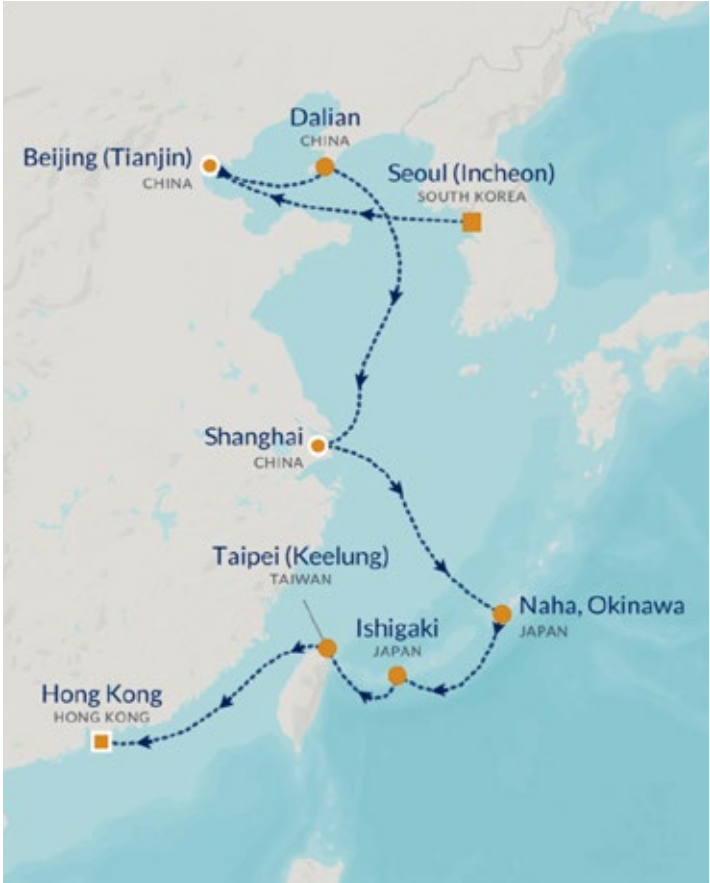 Dalian
CHINA
Beijing (Tianjin)
CHINA
Seoul (Incheon)
SOUTH KOREA
Shanghai
CHINA
Taipei (Keelung)
TAIWAN
Naha, Okinawa
JAPAN
Ishigaki
JAPAN
Hong Kong
HONG KONG